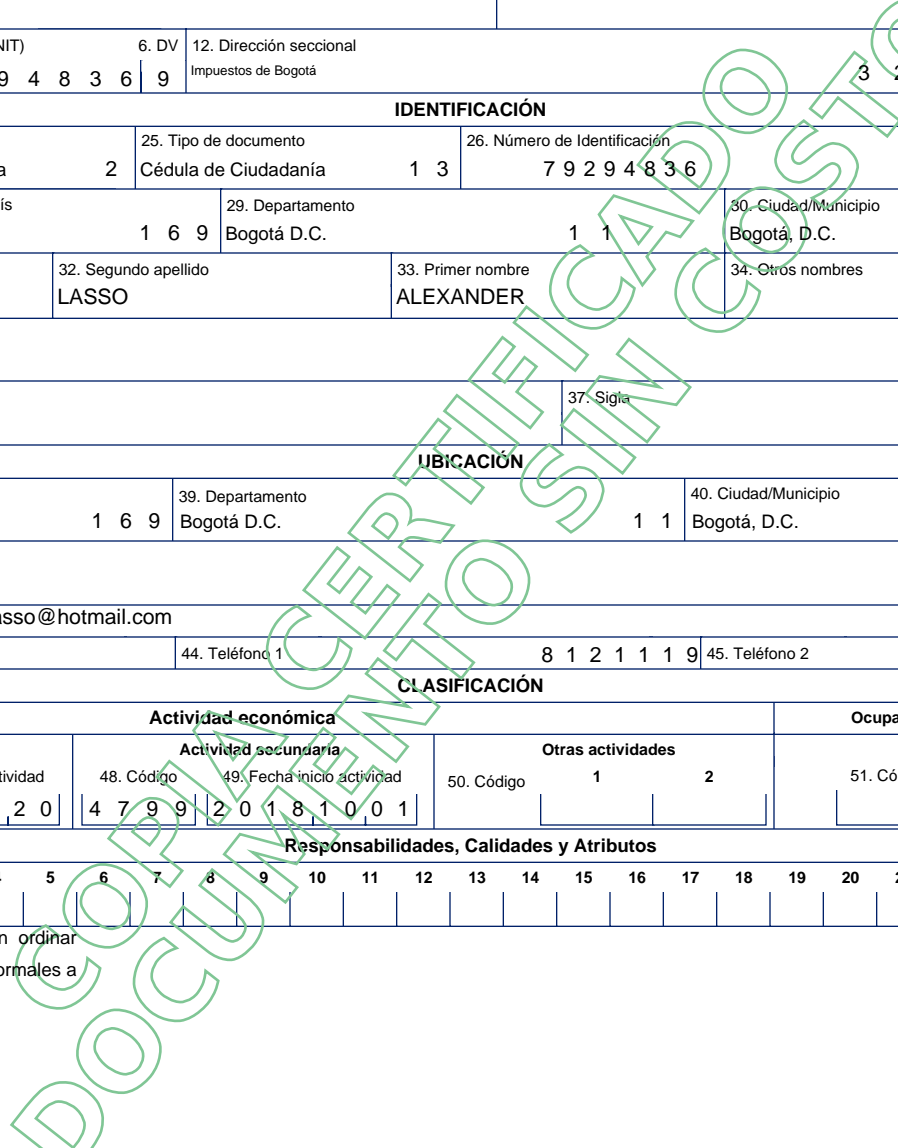 NIT) 6. DV 12. Dirección seccional
9 4 8 3 6 9 Impuestos de Bogotá 3 2
IDENTIFICACIÓN
25. Tipo de documento 26. Número de Identificación
a 2 Cédula de Ciudadanía 1 3 7 9 2 9 4 8 3 6
ís 29. Departamento 30. Ciudad/Municipio
1 6 9 Bogotá D.C. 1 1 Bogotá, D.C.
32. Segundo apellido 33. Primer nombre 34. Otros nombres
LASSO ALEXANDER
37. Sigla
UBICACIÓN
39. Departamento 40. Ciudad/Municipio
1 6 9 Bogotá D.C. 1 1 Bogotá, D.C.
asso@hotmail.com
44. Teléfono 1 8 1 2 1 1 1 9 45. Teléfono 2
CLASIFICACIÓN
Actividad económica Ocupa
Actividad secundaria Otras actividades
tividad 48. Código 49. Fecha inicio actividad 50. Código 1 2 51. Có
2 0 4 7 9 9 2 0 1 8 1 0 0 1
Responsabilidades, Calidades y Atributos
5 6 7 8 9 10 11 12 13 14 15 16 17 18 19 20
n ordinar
ormales a
COPIA CERTIFICADO
DOCUMENTO SIN COSTO